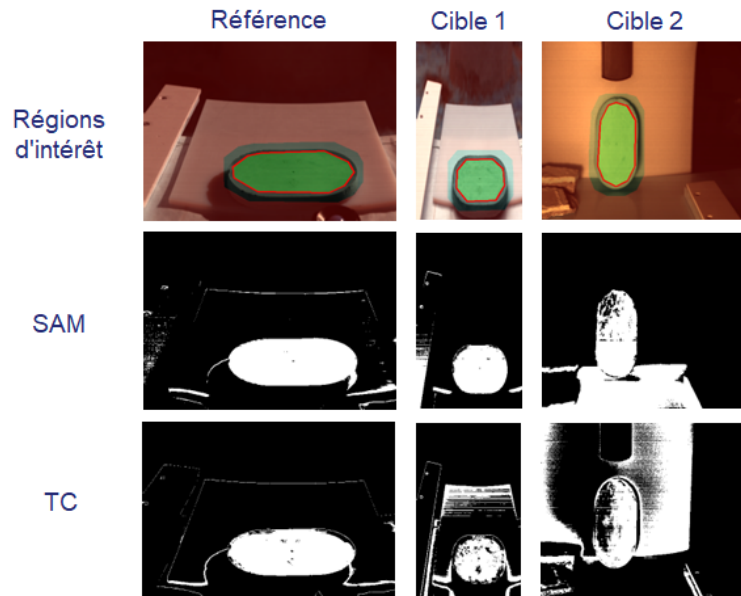 Référence
Cible 1
Cible 2
Régions
d'intérêt
SAM
TC